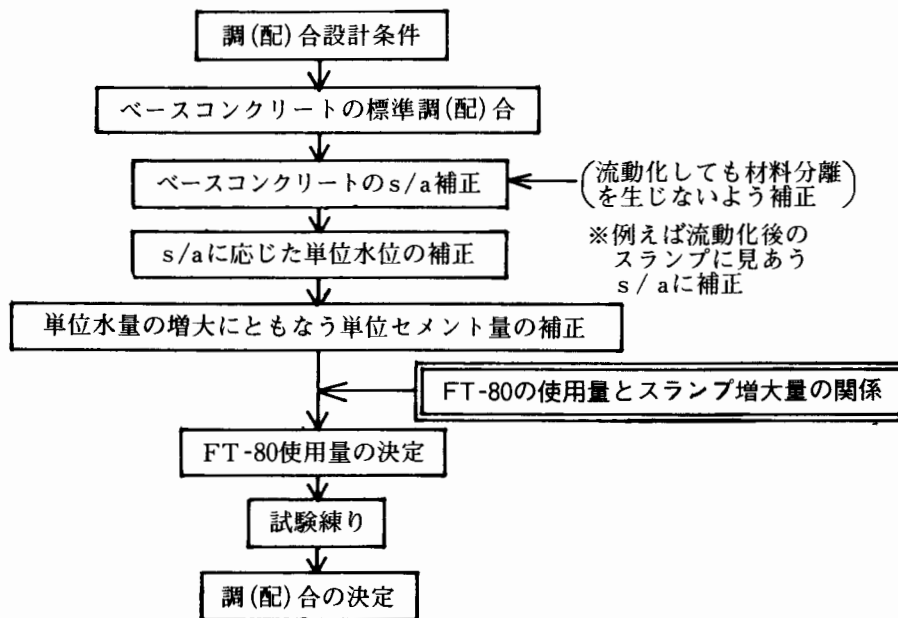 調(配)合設計条件
ベースコンクリートの標準調(配)合
ベースコンクリートのs/a補正
(流動化しても材料分離
を生じないよう補正)
※例えば流動化後の
スランプに見あう
s/aに補正
s/aに応じた単位水位の補正
単位水量の増大にともなう単位セメント量の補正
FT-80の使用量とスランプ増大量の関係
FT-80使用量の決定
試験練り
調(配)合の決定